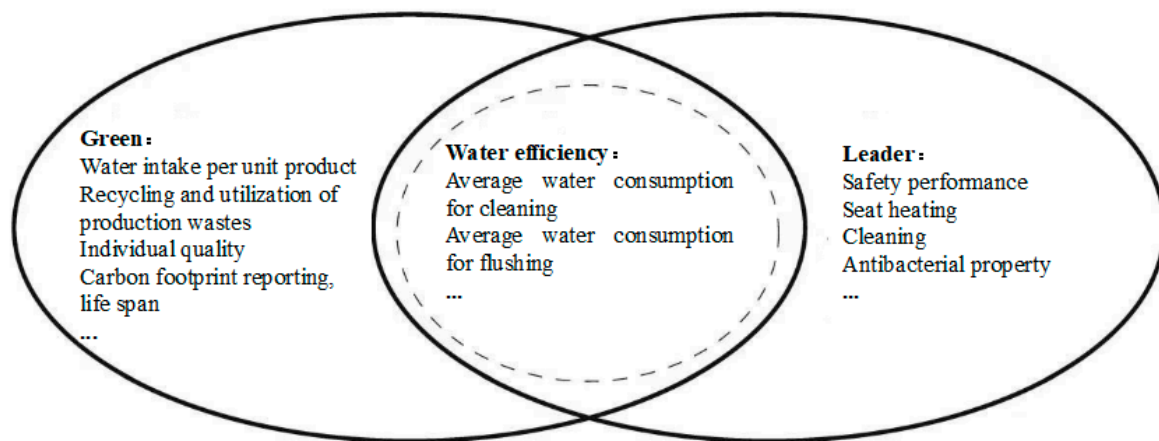 Green：
Water intake per unit product
Recycling and utilization of
production wastes
Individual quality
Carbon footprint reporting,
life span
...
Water efficiency：
Average water consumption
for cleaning
Average water consumption
for flushing
...
Leader：
Safety performance
Seat heating
Cleaning
Antibacterial property
...